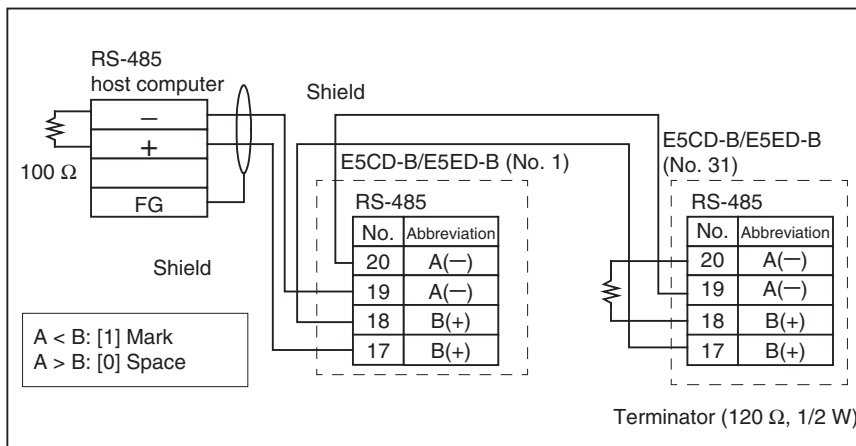 RS-485
host computer
−
+
100 Ω
FG
Shield
Shield
E5CD-B/E5ED-B (No. 1)
RS-485
No. Abbreviation
20 A(−)
19 A(−)
18 B(+)
17 B(+)
E5CD-B/E5ED-B
(No. 31)
RS-485
No. Abbreviation
20 A(−)
19 A(−)
18 B(+)
17 B(+)
A < B: [1] Mark
A > B: [0] Space
Terminator (120 Ω, 1/2 W)